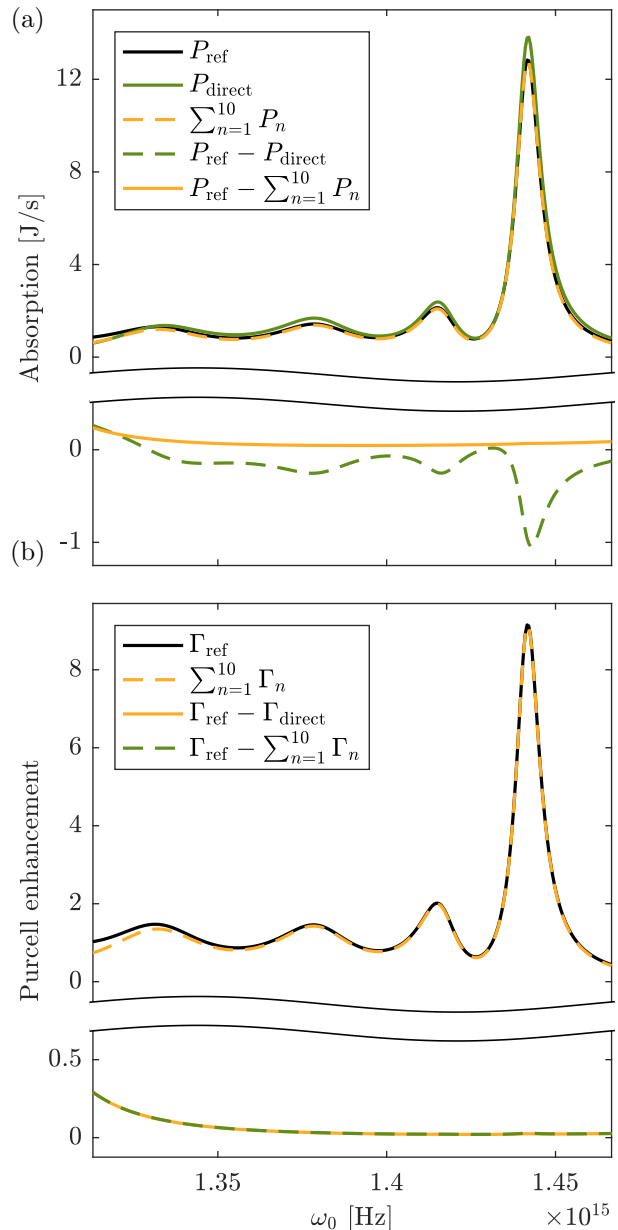 (a)
P_ref
P_direct
∑_{n=1}^{10} P_n
P_ref − P_direct
P_ref − ∑_{n=1}^{10} P_n
Absorption [J/s]
12
8
4
0
0
-1
(b)
Γ_ref
∑_{n=1}^{10} Γ_n
Γ_ref − Γ_direct
Γ_ref − ∑_{n=1}^{10} Γ_n
Purcell enhancement
8
6
4
2
0
0.5
0
1.35 1.4 1.45
ω_0 [Hz] ×10^{15}